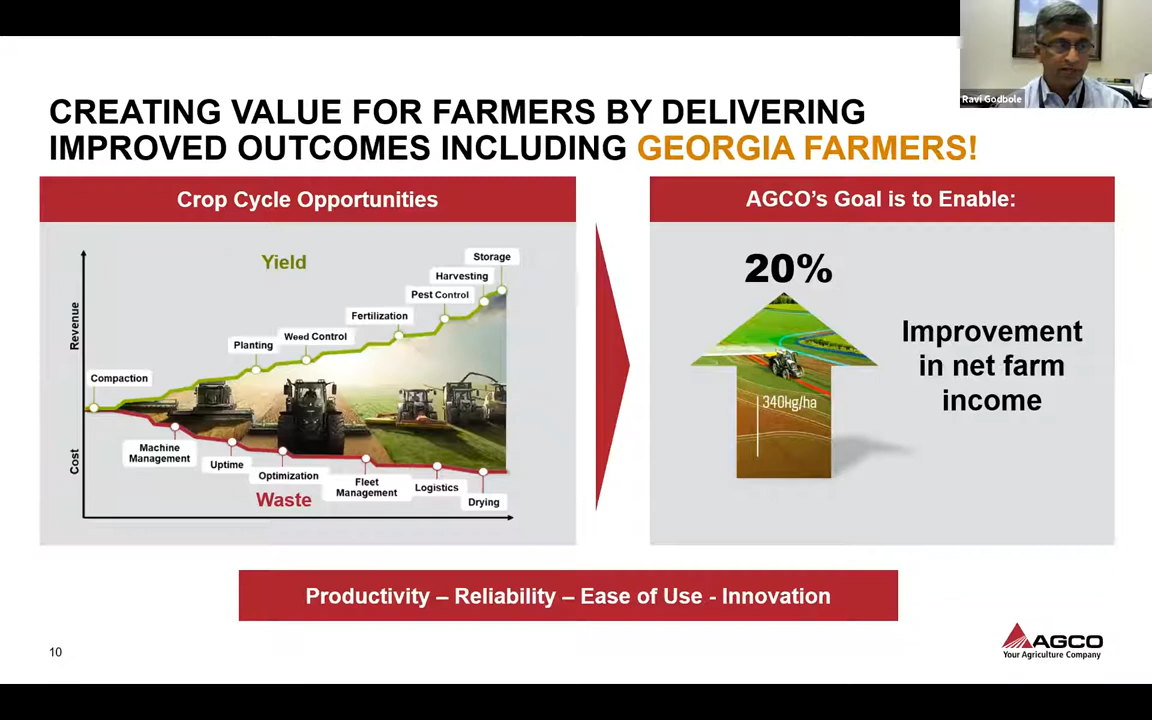 Ravi Godbole
CREATING VALUE FOR FARMERS BY DELIVERING
IMPROVED OUTCOMES INCLUDING GEORGIA FARMERS!
Crop Cycle Opportunities
Yield
Revenue
Cost
Compaction
Planting
Weed Control
Fertilization
Pest Control
Harvesting
Storage
Machine
Management
Uptime
Optimization
Fleet
Management
Logistics
Drying
Waste
AGCO’s Goal is to Enable:
20%
340kg/ha
Improvement
in net farm
income
Productivity – Reliability – Ease of Use - Innovation
10
AGCO
Your Agriculture Company